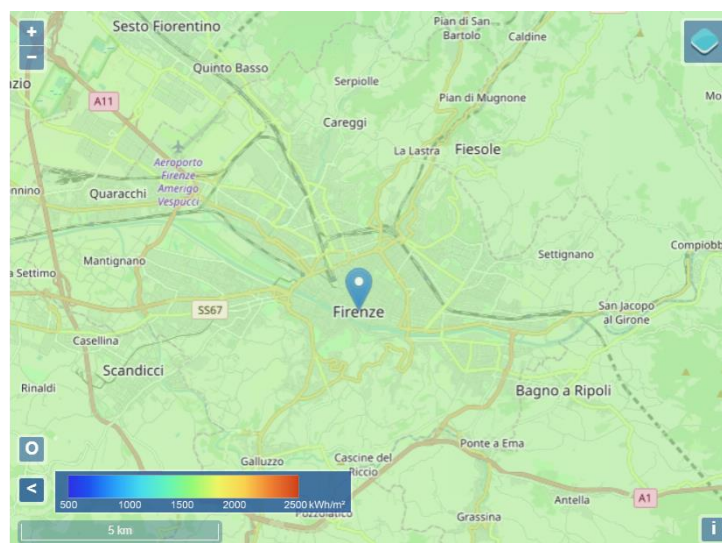 Sesto Fiorentino
Pian di San
Bartolo
Caldine
+
−
Quinto Basso
Serpiolle
A11
Pian di Mugnone
Careggi
La Lastra
Fiesole
Aeroporto
Firenze
Amerigo
Vespucci
Quaracchi
Settignano
Mantignano
Firenze
SS67
San Jacopo
al Girone
Casellina
Scandicci
Rinaldi
Bagno a Ripoli
O
Ponte a Ema
Galluzzo
Cascine del
Riccio
<
500 1000 1500 2000 2500 kWh/m²
Antella
A1
Grassina
5 km
i